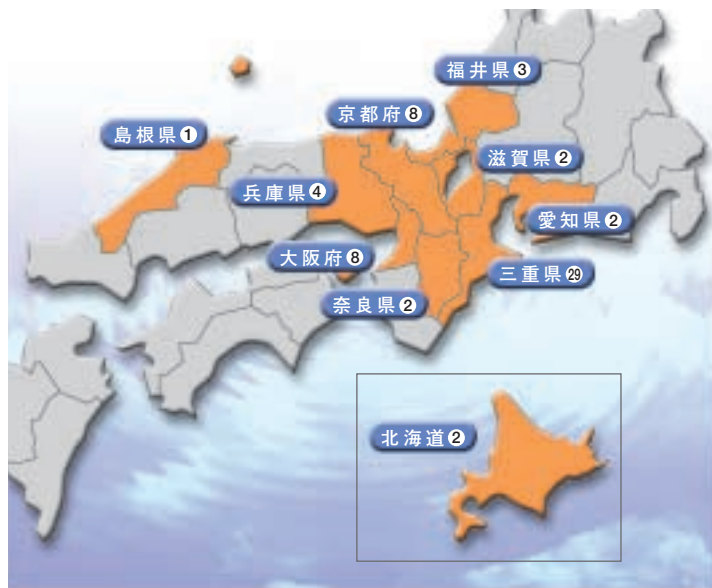 福井県❸
京都府❽
島根県❶
滋賀県❷
兵庫県❹
愛知県❷
大阪府❽
三重県㉙
奈良県❷
北海道❷